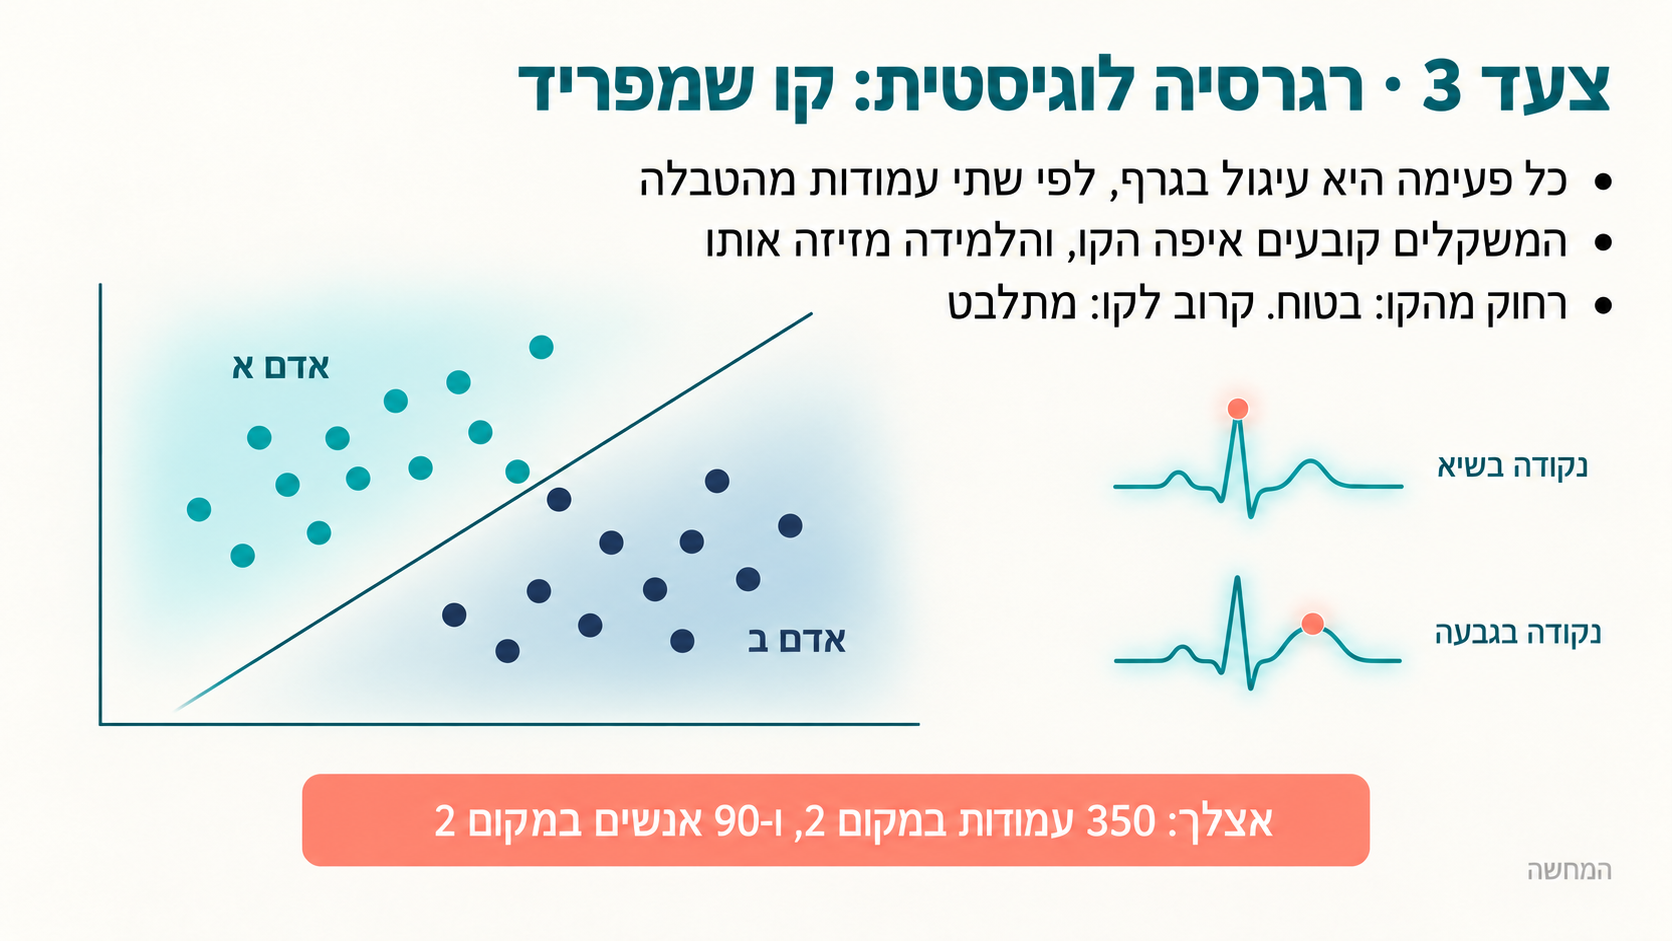 צעד 3 · רגרסיה לוגיסטית: קו שמפריד
• כל פעימה היא עיגול בגרף, לפי שתי עמודות מהטבלה
• המשקלים קובעים איפה הקו, והלמידה מזיזה אותו
• רחוק מהקו: בטוח. קרוב לקו: מתלבט
נקודה בשיא
נקודה בגבעה
אדם א
אדם ב
אצלך: 350 עמודות במקום 2, ו-90 אנשים במקום 2
המחשה